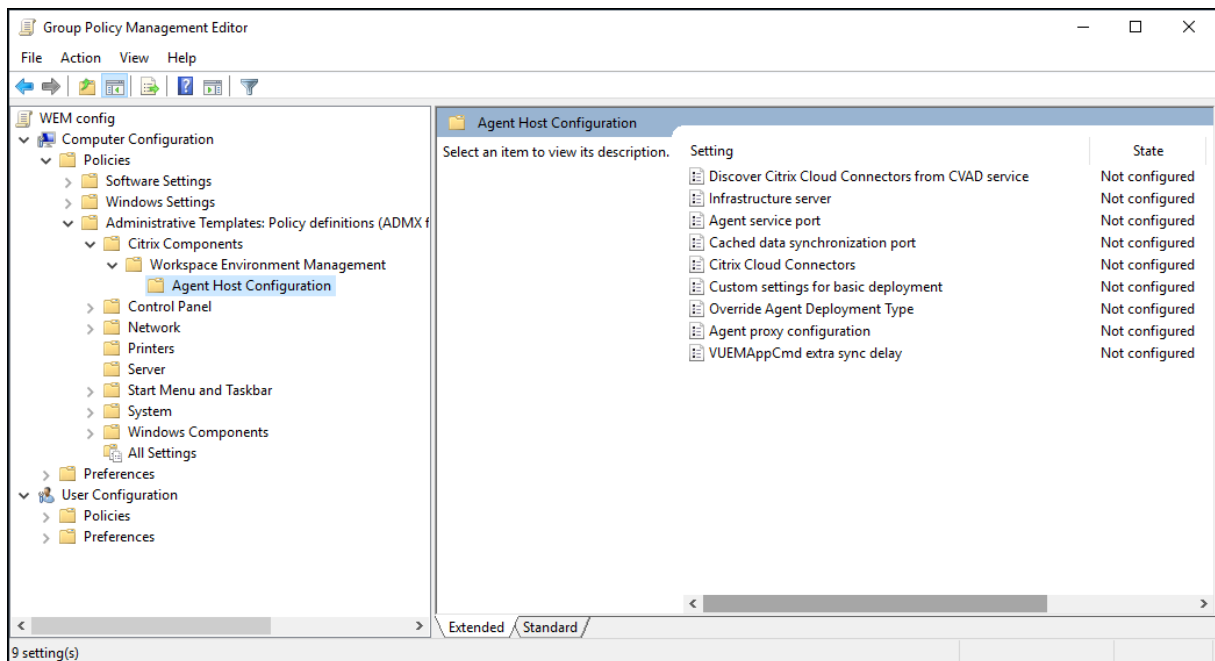 Group Policy Management Editor
File Action View Help
WEM config
Computer Configuration
Policies
Software Settings
Windows Settings
Administrative Templates: Policy definitions (ADMX f
Citrix Components
Workspace Environment Management
Agent Host Configuration
Control Panel
Network
Printers
Server
Start Menu and Taskbar
System
Windows Components
All Settings
Preferences
User Configuration
Policies
Preferences
Agent Host Configuration
Select an item to view its description.
Setting State
Discover Citrix Cloud Connectors from CVAD service Not configured
Infrastructure server Not configured
Agent service port Not configured
Cached data synchronization port Not configured
Citrix Cloud Connectors Not configured
Custom settings for basic deployment Not configured
Override Agent Deployment Type Not configured
Agent proxy configuration Not configured
VUEMAppCmd extra sync delay Not configured
Extended Standard
9 setting(s)